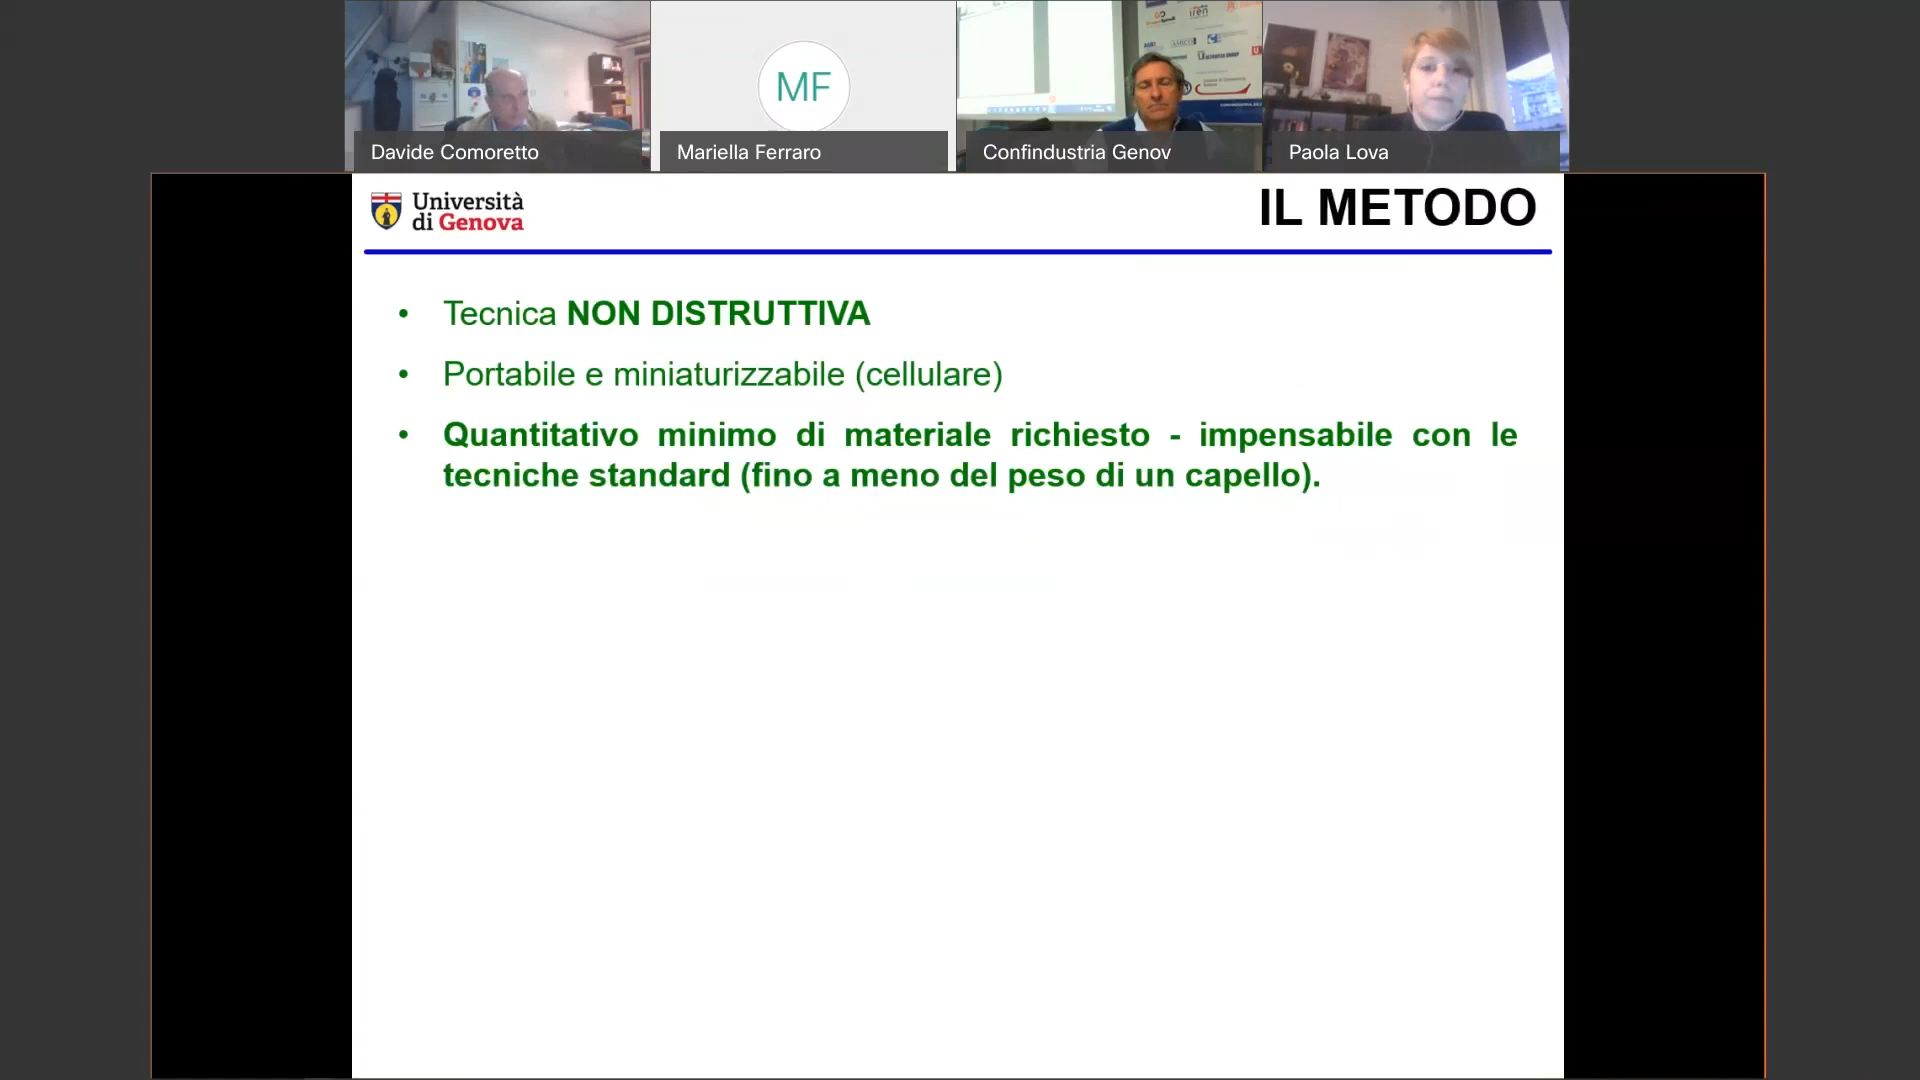 MF
iren
Davide Comoretto
Mariella Ferraro
Confindustria Genov
Paola Lova
Università
di Genova
IL METODO
• Tecnica NON DISTRUTTIVA
• Portabile e miniaturizzabile (cellulare)
• Quantitativo minimo di materiale richiesto - impensabile con le
tecniche standard (fino a meno del peso di un capello).